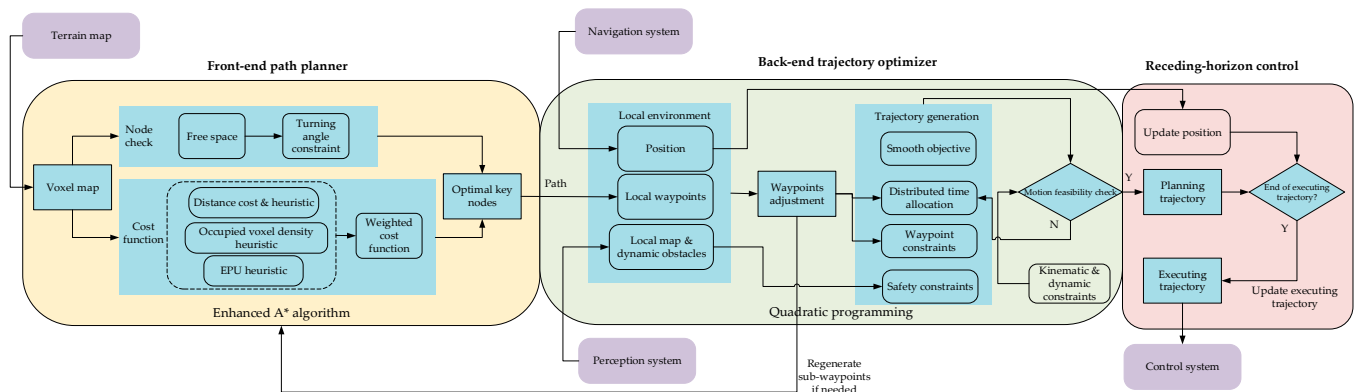 Terrain map
Navigation system
Front-end path planner
Back-end trajectory optimizer
Receding-horizon control
Node
check
Free space
Turning
angle
constraint
Voxel map
Cost
function
Distance cost & heuristic
Occupied voxel density
heuristic
EPU heuristic
Weighted
cost
function
Optimal key
nodes
Enhanced A* algorithm
Path
Local environment
Position
Local waypoints
Local map &
dynamic obstacles
Waypoints
adjustment
Trajectory generation
Smooth objective
Distributed time
allocation
Waypoint
constraints
Safety constraints
Motion feasibility check
Y
N
Kinematic &
dynamic
constraints
Quadratic programming
Update position
Planning
trajectory
End of executing
trajectory?
Y
Executing
trajectory
Update executing
trajectory
Perception system
Regenerate
sub-waypoints
if needed
Control system